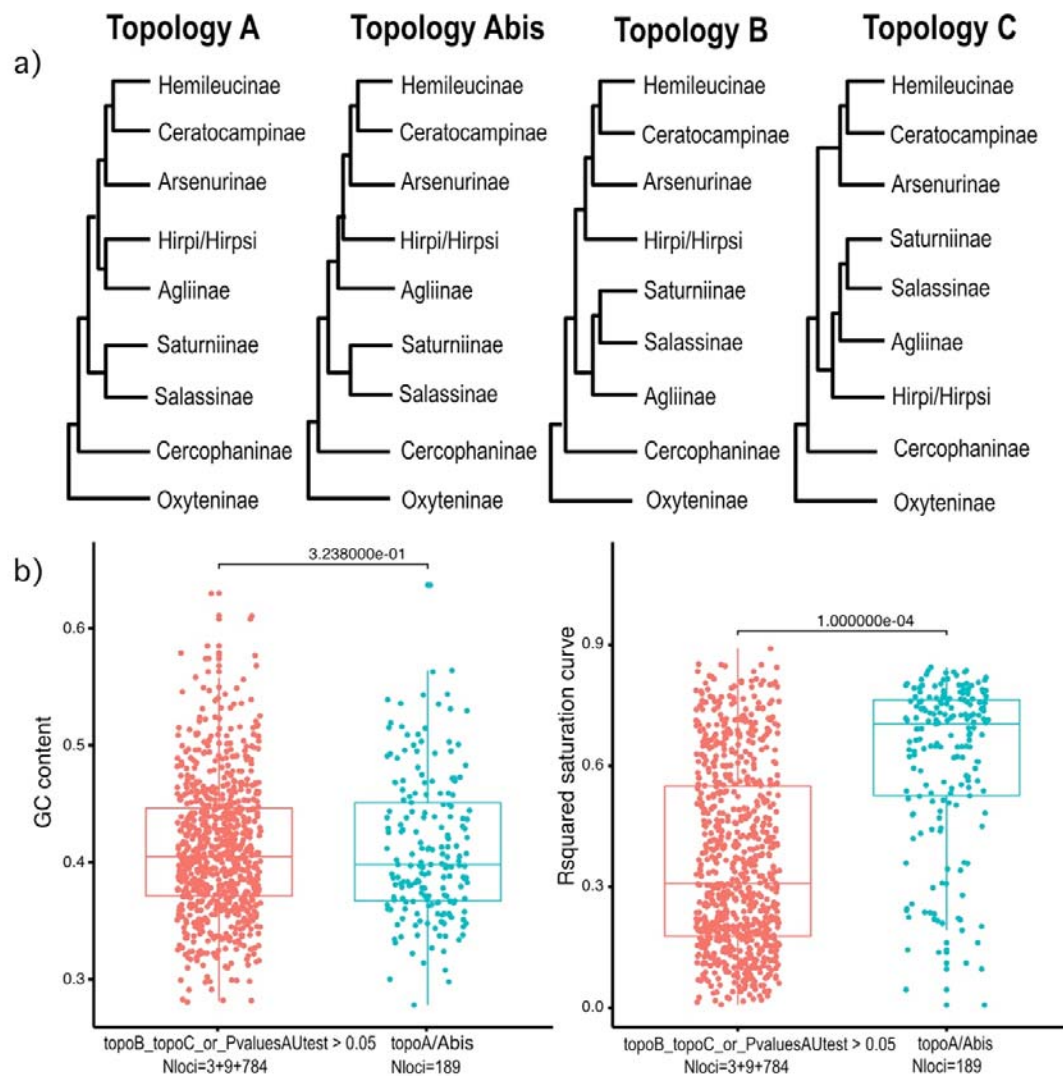 Topology A Topology Abis Topology B Topology C
a)
Hemileucinae
Ceratocampinae
Arsenurinae
Hirpi/Hirpsi
Agliinae
Saturniinae
Salassinae
Cercophaninae
Oxyteninae
Hemileucinae
Ceratocampinae
Arsenurinae
Hirpi/Hirpsi
Agliinae
Saturniinae
Salassinae
Cercophaninae
Oxyteninae
Hemileucinae
Ceratocampinae
Arsenurinae
Hirpi/Hirpsi
Saturniinae
Salassinae
Agliinae
Cercophaninae
Oxyteninae
Hemileucinae
Ceratocampinae
Arsenurinae
Saturniinae
Salassinae
Agliinae
Hirpi/Hirpsi
Cercophaninae
Oxyteninae
b)
3.238000e-01
GC content
0.6
0.5
0.4
0.3
topoB_topoC_or_PvaluesAUtest > 0.05
Nloci=3+9+784
topoA/Abis
Nloci=189
1.000000e-04
Rsquared saturation curve
0.9
0.6
0.3
0.0
topoB_topoC_or_PvaluesAUtest > 0.05
Nloci=3+9+784
topoA/Abis
Nloci=189